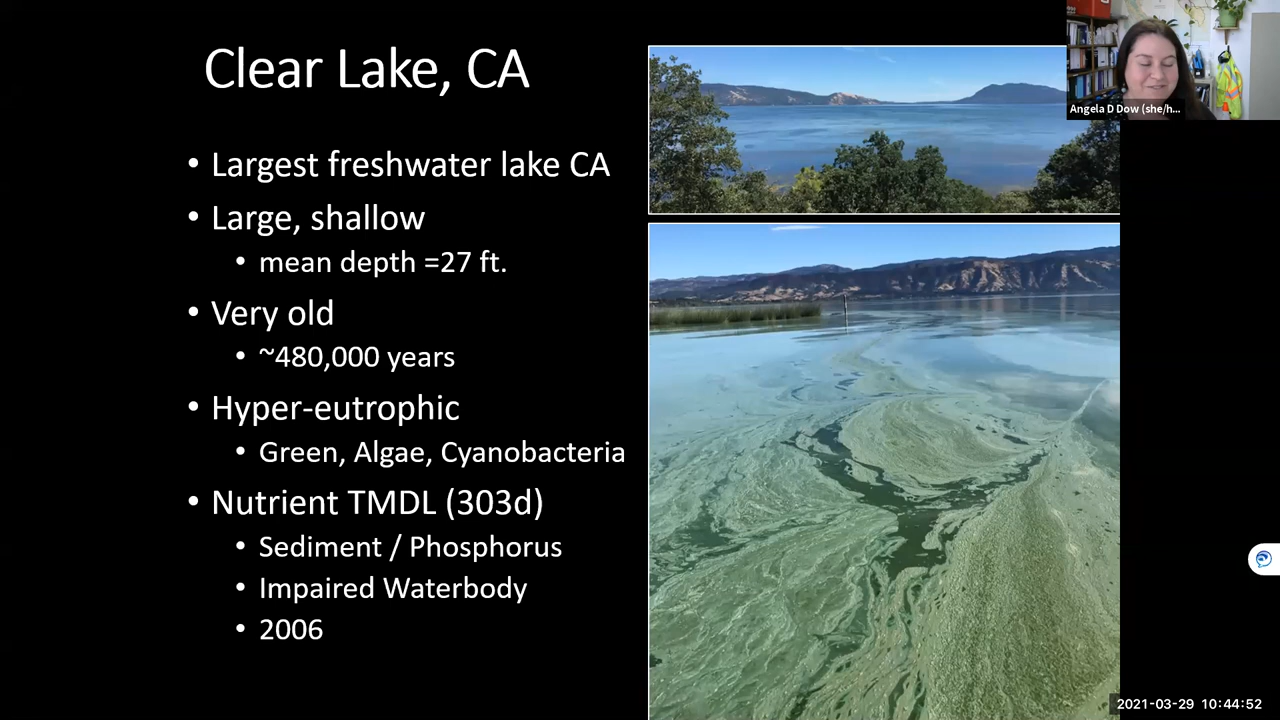 Clear Lake, CA
• Largest freshwater lake CA
• Large, shallow
• mean depth =27 ft.
• Very old
• ~480,000 years
• Hyper-eutrophic
• Green, Algae, Cyanobacteria
• Nutrient TMDL (303d)
• Sediment / Phosphorus
• Impaired Waterbody
• 2006
Angela D Dow (she/h...
2021-03-29 10:44:52